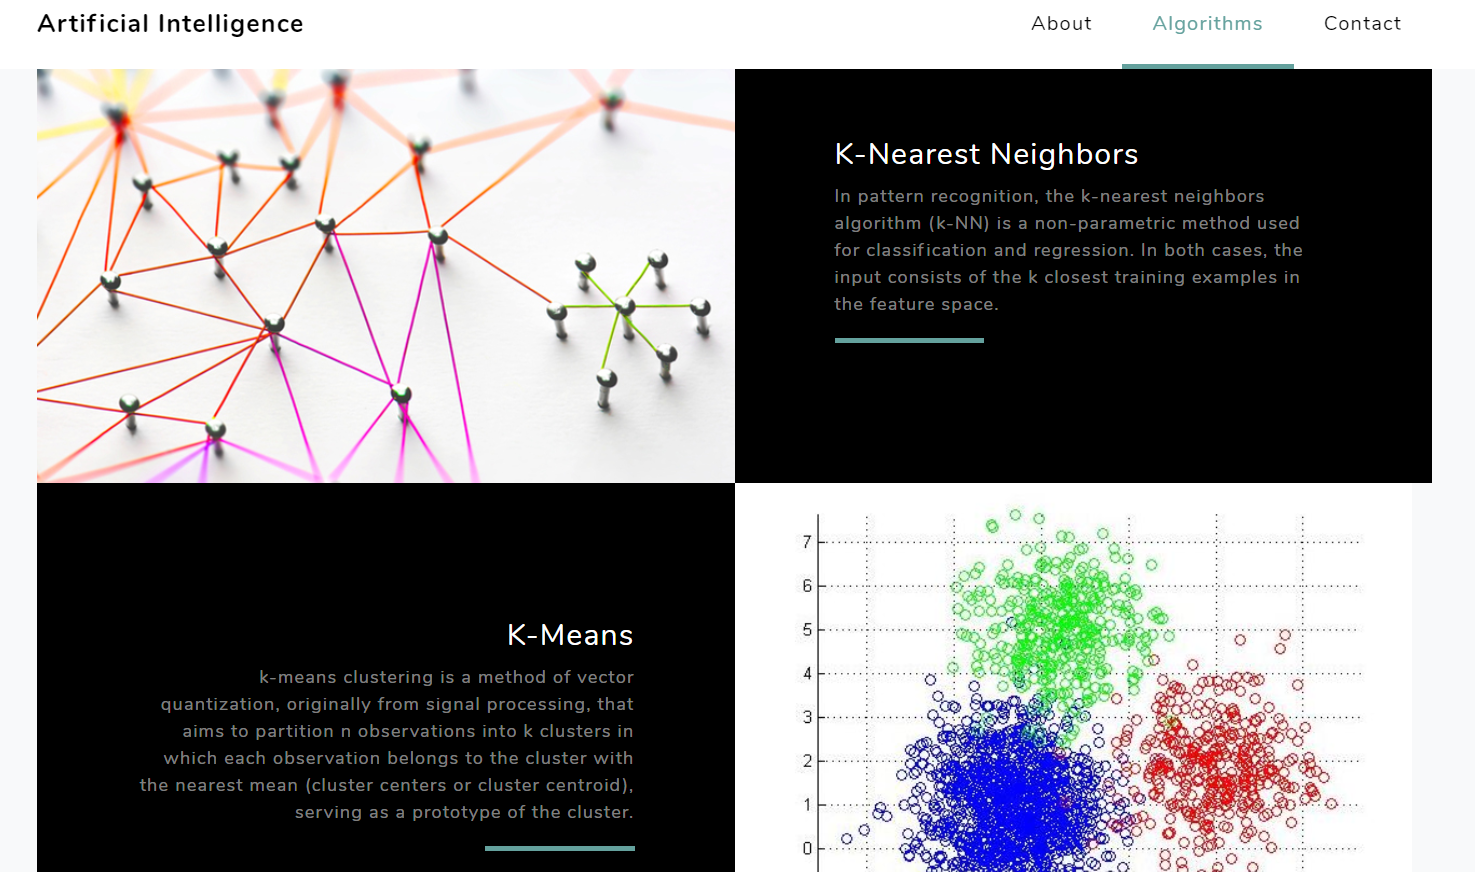 Artificial Intelligence
About Algorithms Contact
K-Nearest Neighbors
In pattern recognition, the k-nearest neighbors
algorithm (k-NN) is a non-parametric method used
for classification and regression. In both cases, the
input consists of the k closest training examples in
the feature space.
K-Means
k-means clustering is a method of vector
quantization, originally from signal processing, that
aims to partition n observations into k clusters in
which each observation belongs to the cluster with
the nearest mean (cluster centers or cluster centroid),
serving as a prototype of the cluster.
7
6
5
4
3
2
1
0